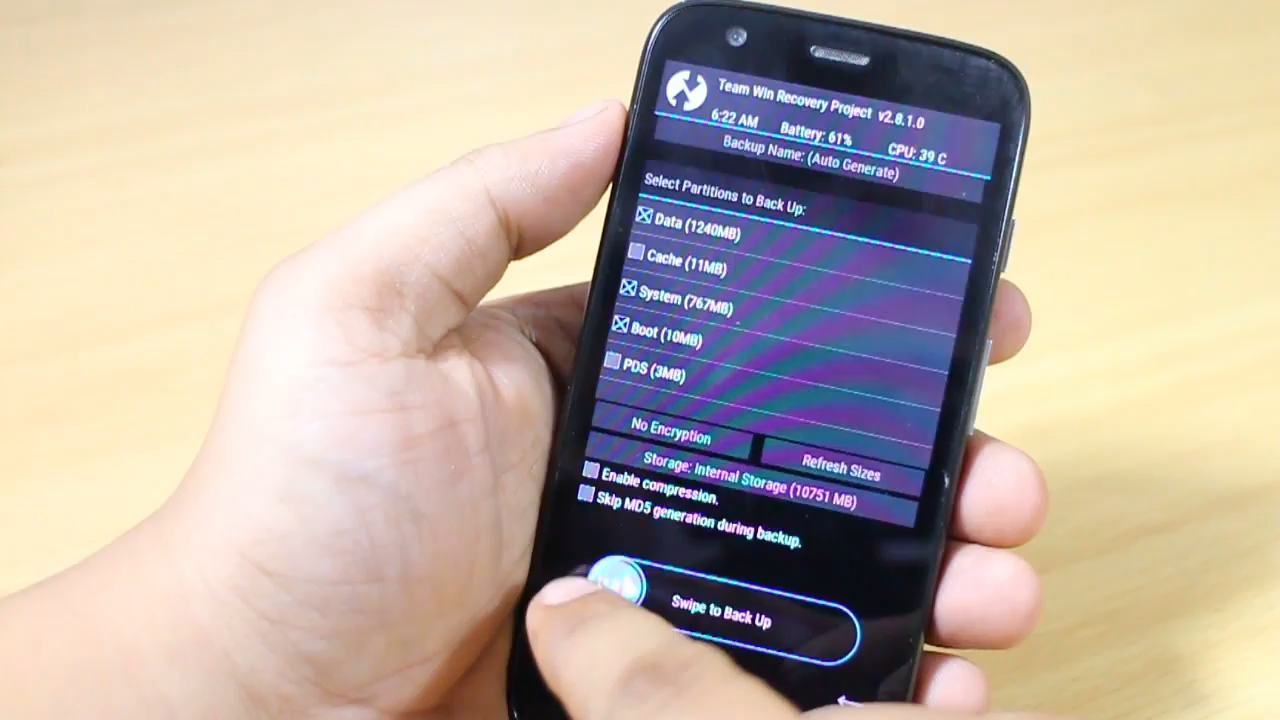 Team Win Recovery Project v2.8.1.0
6:22 AM Battery: 61% CPU: 39 C
Backup Name: (Auto Generate)
Select Partitions to Back Up:
Data (1240MB)
Cache (11MB)
System (767MB)
Boot (10MB)
PDS (3MB)
No Encryption Refresh Sizes
Storage: Internal Storage (10751 MB)
Enable compression.
Skip MD5 generation during backup.
Swipe to Back Up